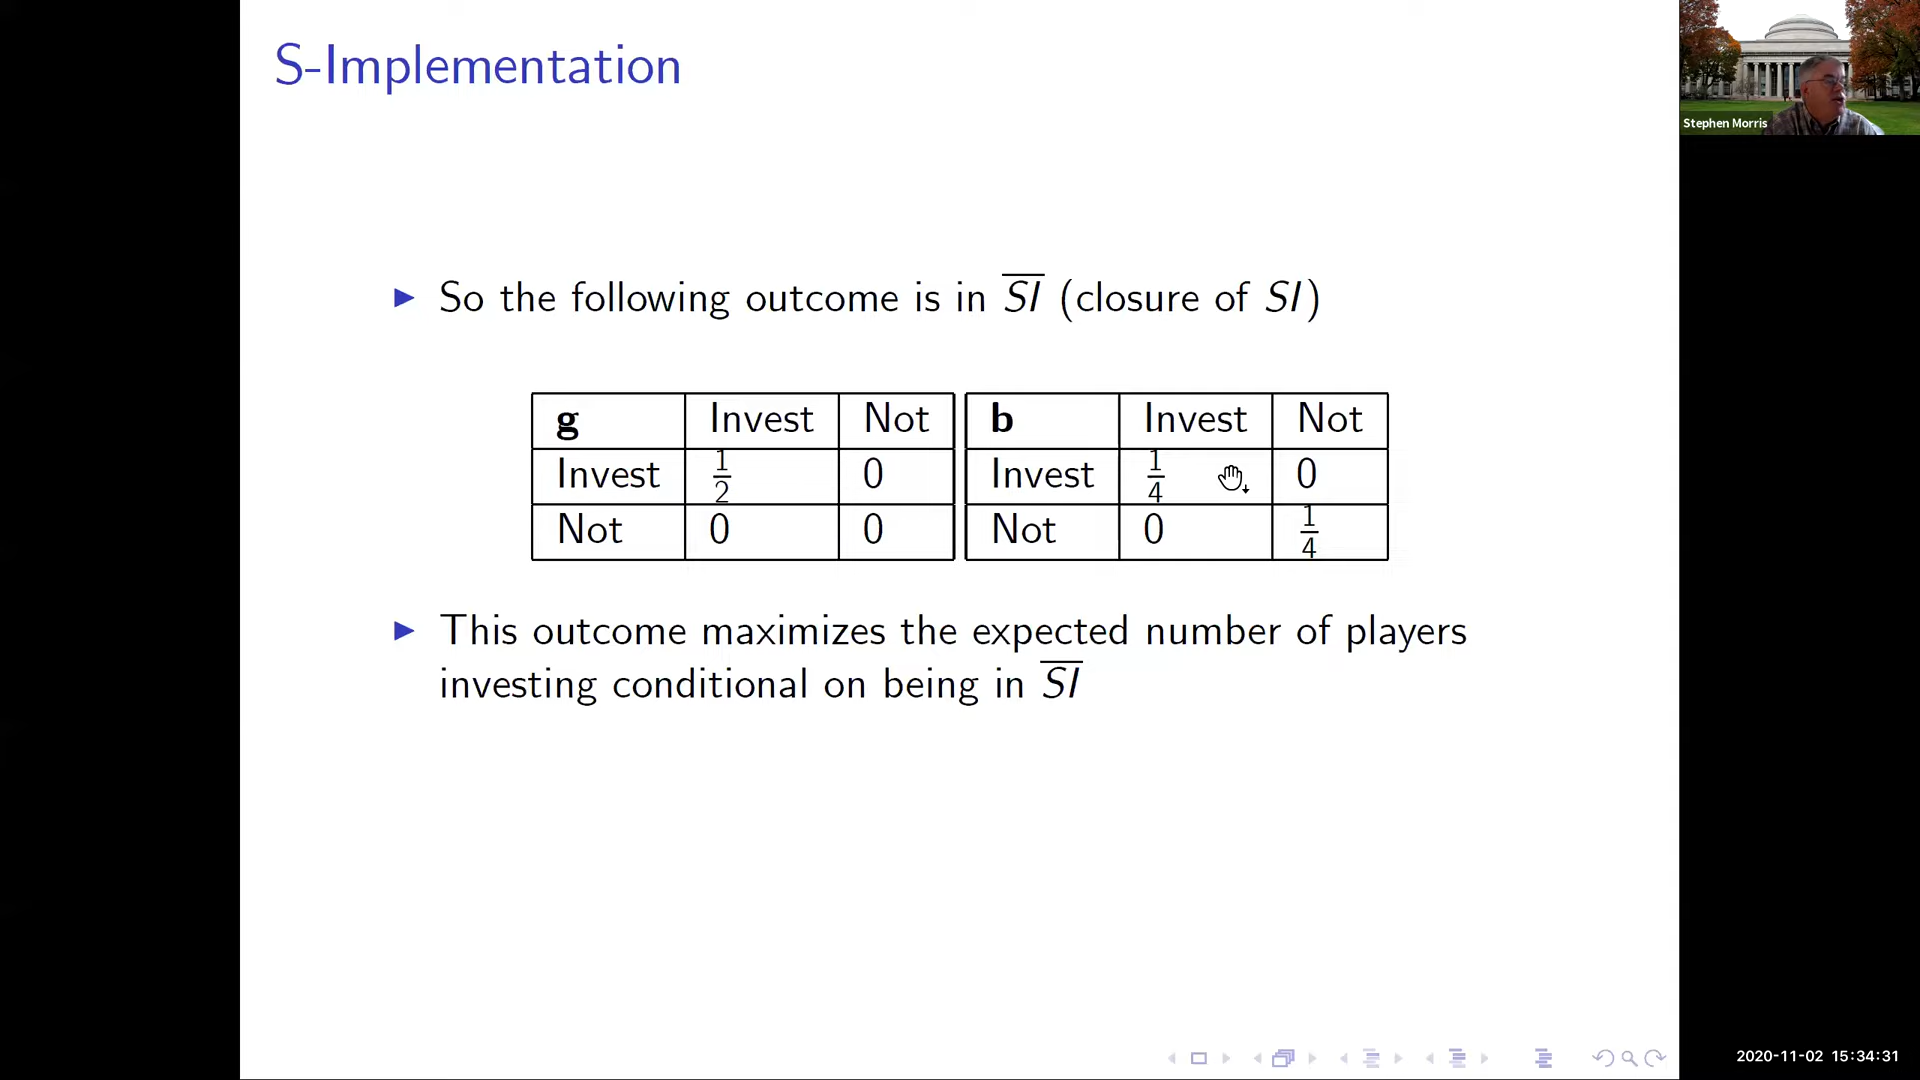 S-Implementation
Stephen Morris
▶ So the following outcome is in \overline{SI} (closure of SI)
g Invest Not b Invest Not
Invest 1/2 0 Invest 1/4 0
Not 0 0 Not 0 1/4
▶ This outcome maximizes the expected number of players
investing conditional on being in \overline{SI}
2020-11-02 15:34:31